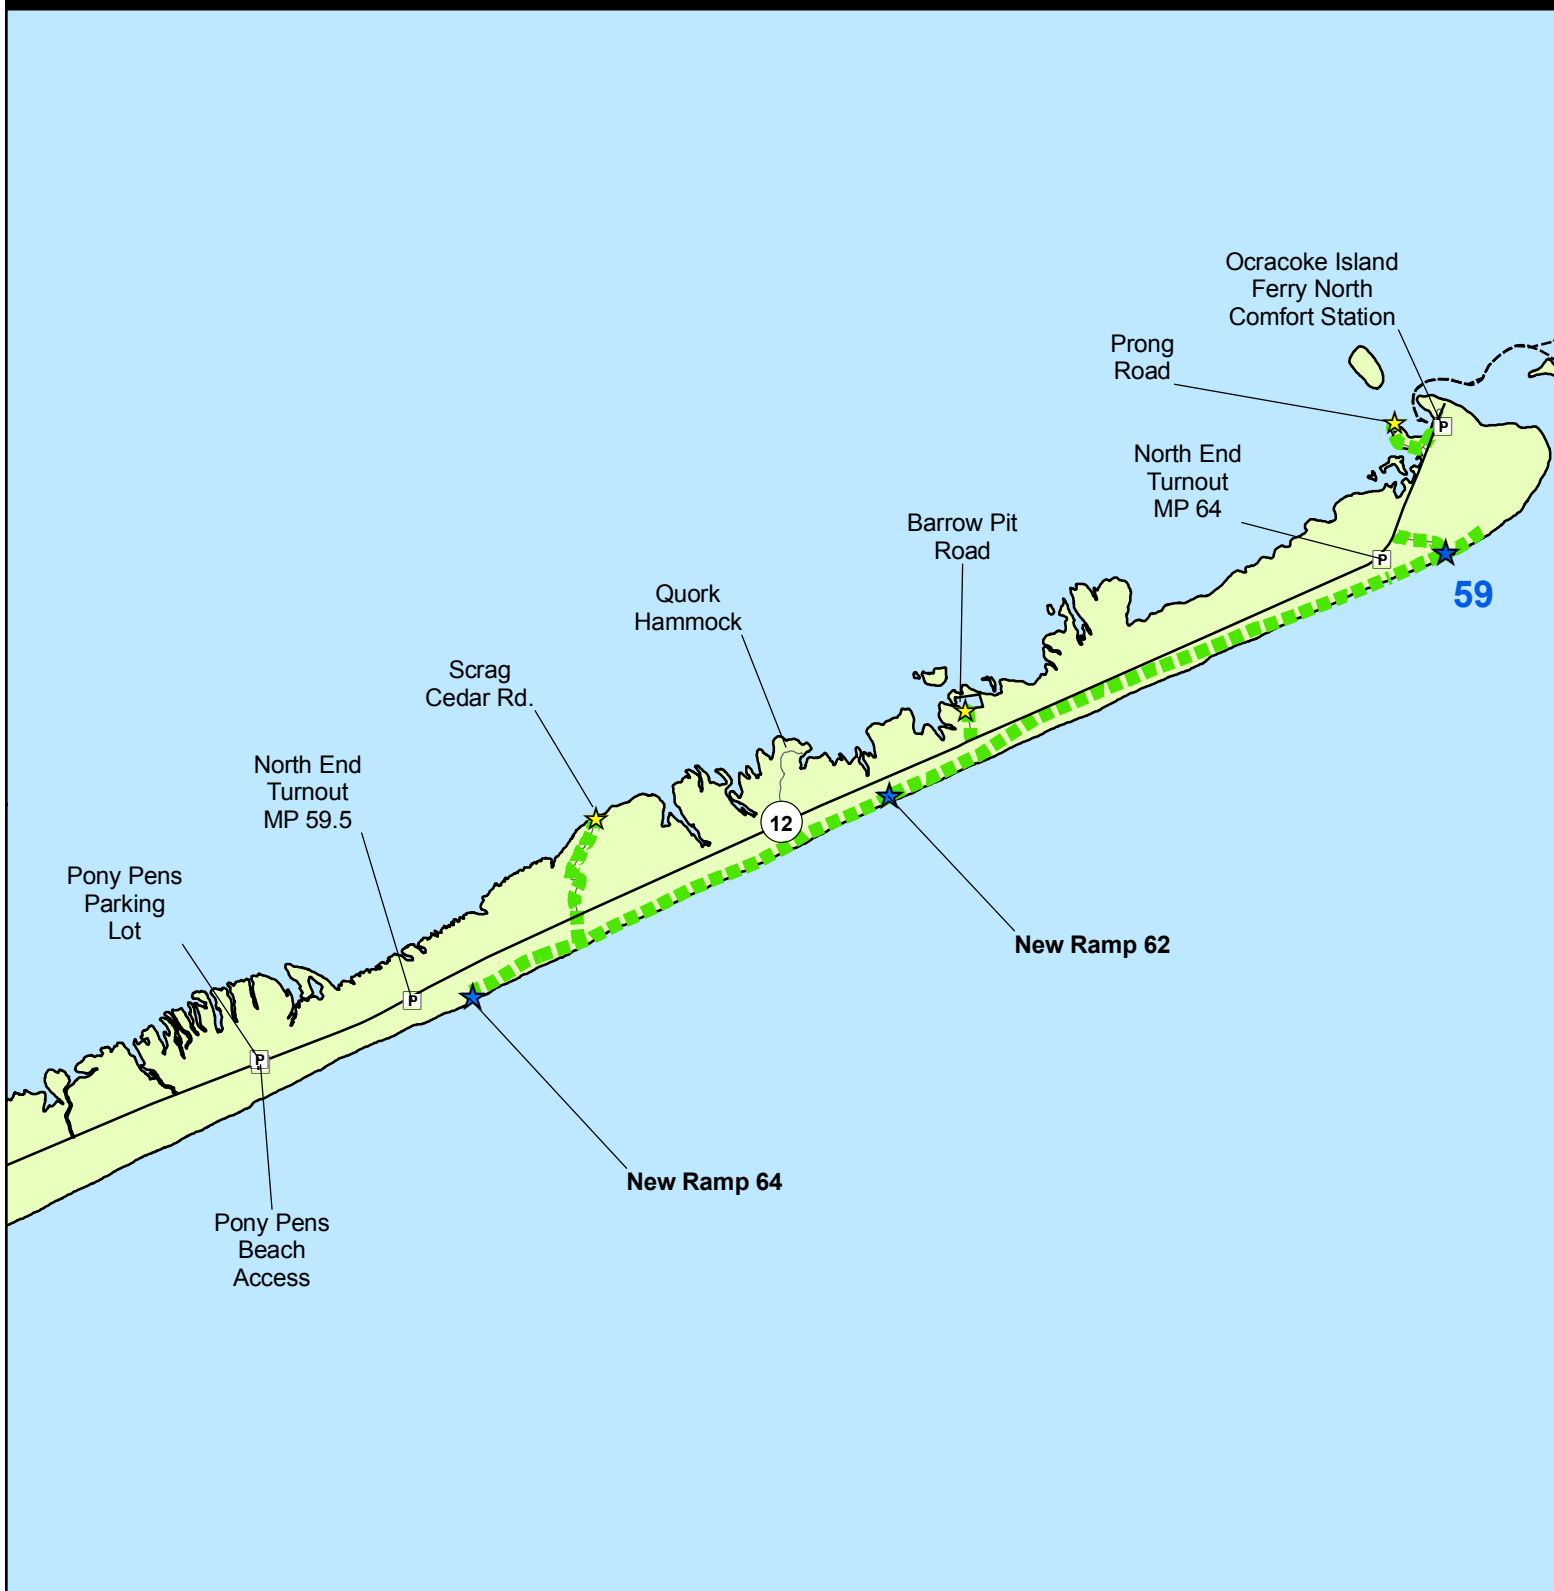 Ocracoke Island
Ferry North
Comfort Station
Prong
Road
North End
Turnout
MP 64
P
P
59
Barrow Pit
Road
Quork
Hammock
Scrag
Cedar Rd.
12
North End
Turnout
MP 59.5
P
New Ramp 62
Pony Pens
Parking
Lot
P
New Ramp 64
Pony Pens
Beach
Access